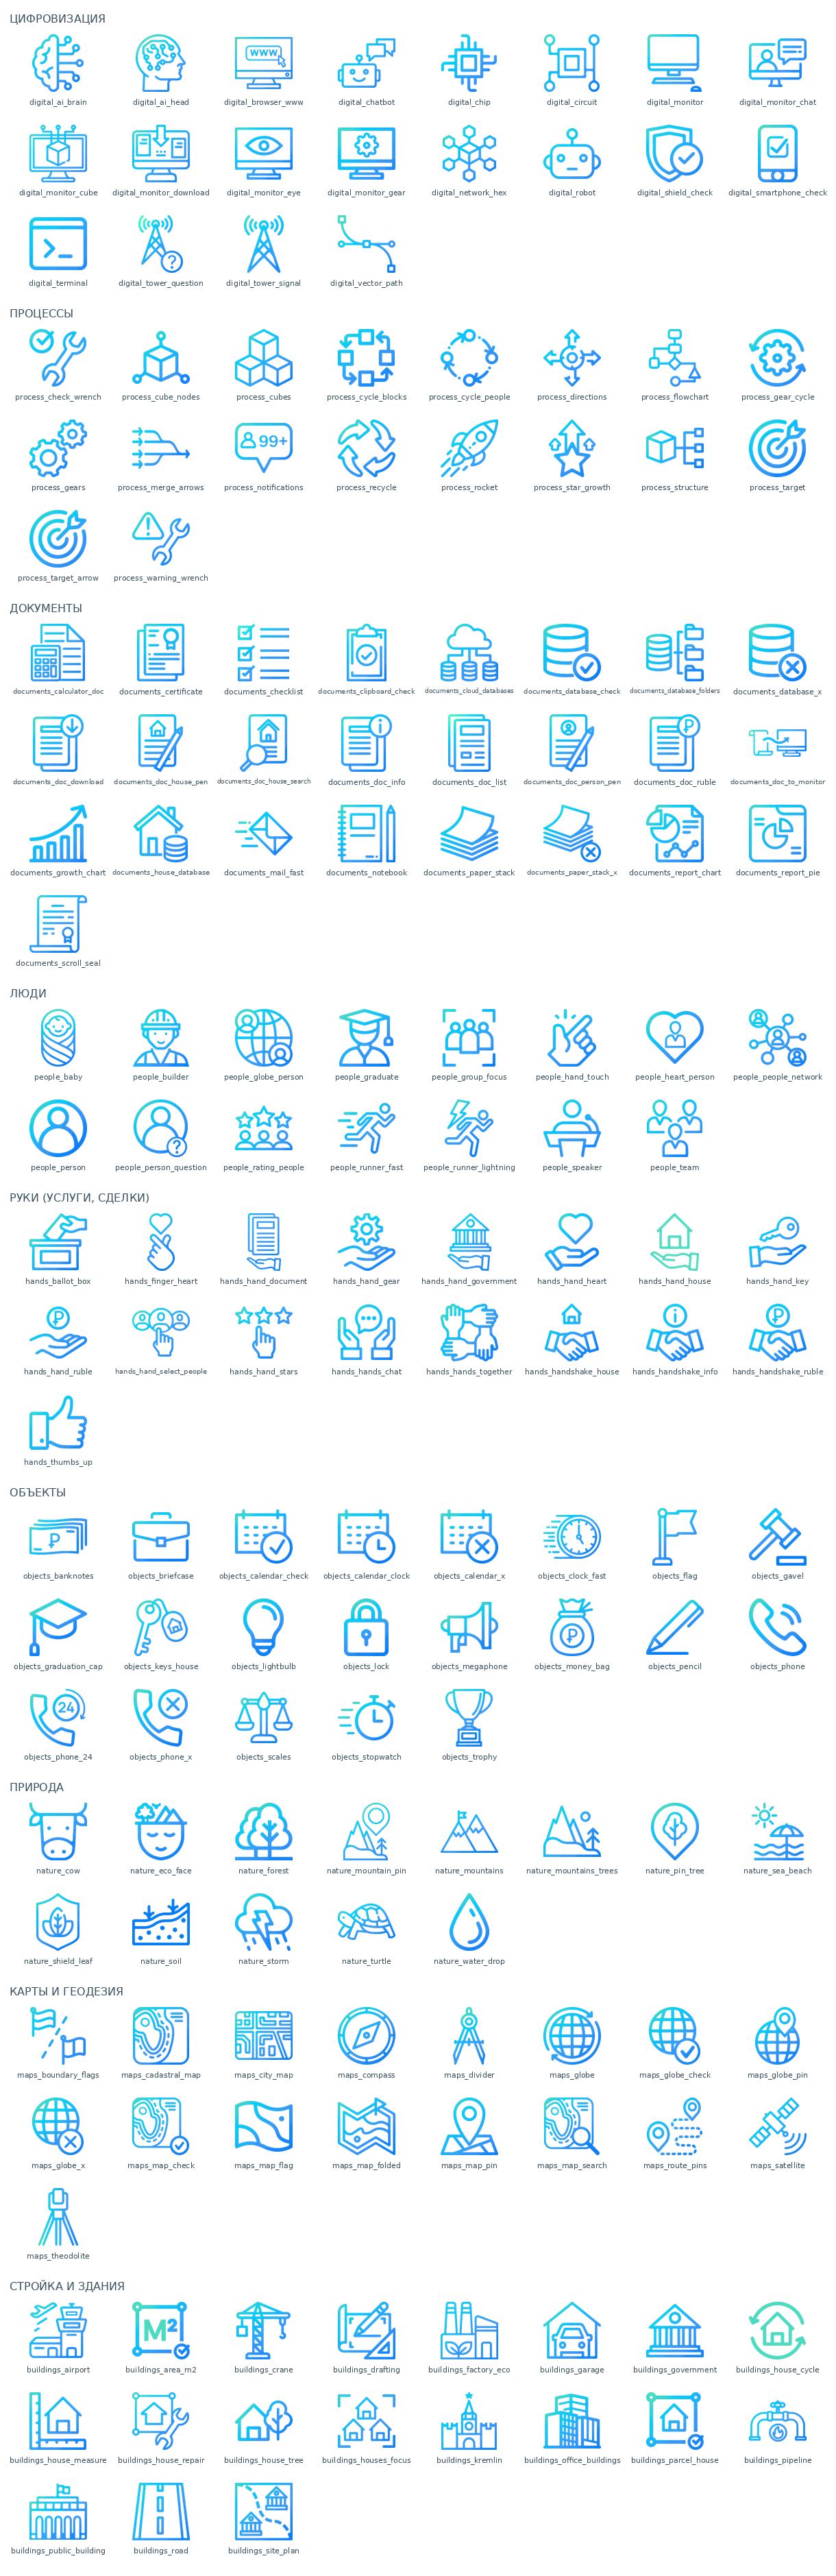 ЦИФРОВИЗАЦИЯ
www
digital_ai_brain digital_ai_head digital_browser_www digital_chatbot digital_chip digital_circuit digital_monitor digital_monitor_chat
digital_monitor_cube digital_monitor_download digital_monitor_eye digital_monitor_gear digital_network_hex digital_robot digital_shield_check digital_smartphone_check
?
digital_terminal digital_tower_question digital_tower_signal digital_vector_path
ПРОЦЕССЫ
process_check_wrench process_cube_nodes process_cubes process_cycle_blocks process_cycle_people process_directions process_flowchart process_gear_cycle
99+
process_gears process_merge_arrows process_notifications process_recycle process_rocket process_star_growth process_structure process_target
!
process_target_arrow process_warning_wrench
ДОКУМЕНТЫ
documents_calculator_doc documents_certificate documents_checklist documents_clipboard_check documents_cloud_databases documents_database_check documents_database_folders documents_database_x
i ₽
documents_doc_download documents_doc_house_pen documents_doc_house_search documents_doc_info documents_doc_list documents_doc_person_pen documents_doc_ruble documents_doc_to_monitor
documents_growth_chart documents_house_database documents_mail_fast documents_notebook documents_paper_stack documents_paper_stack_x documents_report_chart documents_report_pie
documents_scroll_seal
ЛЮДИ
people_baby people_builder people_globe_person people_graduate people_group_focus people_hand_touch people_heart_person people_people_network
?
people_person people_person_question people_rating_people people_runner_fast people_runner_lightning people_speaker people_team
РУКИ (УСЛУГИ, СДЕЛКИ)
hands_ballot_box hands_finger_heart hands_hand_document hands_hand_gear hands_hand_government hands_hand_heart hands_hand_house hands_hand_key
₽ i ₽
hands_hand_ruble hands_hand_select_people hands_hand_stars hands_hands_chat hands_hands_together hands_handshake_house hands_handshake_info hands_handshake_ruble
hands_thumbs_up
ОБЪЕКТЫ
₽
objects_banknotes objects_briefcase objects_calendar_check objects_calendar_clock objects_calendar_x objects_clock_fast objects_flag objects_gavel
₽
objects_graduation_cap objects_keys_house objects_lightbulb objects_lock objects_megaphone objects_money_bag objects_pencil objects_phone
24
objects_phone_24 objects_phone_x objects_scales objects_stopwatch objects_trophy
ПРИРОДА
nature_cow nature_eco_face nature_forest nature_mountain_pin nature_mountains nature_mountains_trees nature_pin_tree nature_sea_beach
nature_shield_leaf nature_soil nature_storm nature_turtle nature_water_drop
КАРТЫ И ГЕОДЕЗИЯ
maps_boundary_flags maps_cadastral_map maps_city_map maps_compass maps_divider maps_globe maps_globe_check maps_globe_pin
maps_globe_x maps_map_check maps_map_flag maps_map_folded maps_map_pin maps_map_search maps_route_pins maps_satellite
maps_theodolite
СТРОЙКА И ЗДАНИЯ
M²
buildings_airport buildings_area_m2 buildings_crane buildings_drafting buildings_factory_eco buildings_garage buildings_government buildings_house_cycle
buildings_house_measure buildings_house_repair buildings_house_tree buildings_houses_focus buildings_kremlin buildings_office_buildings buildings_parcel_house buildings_pipeline
buildings_public_building buildings_road buildings_site_plan